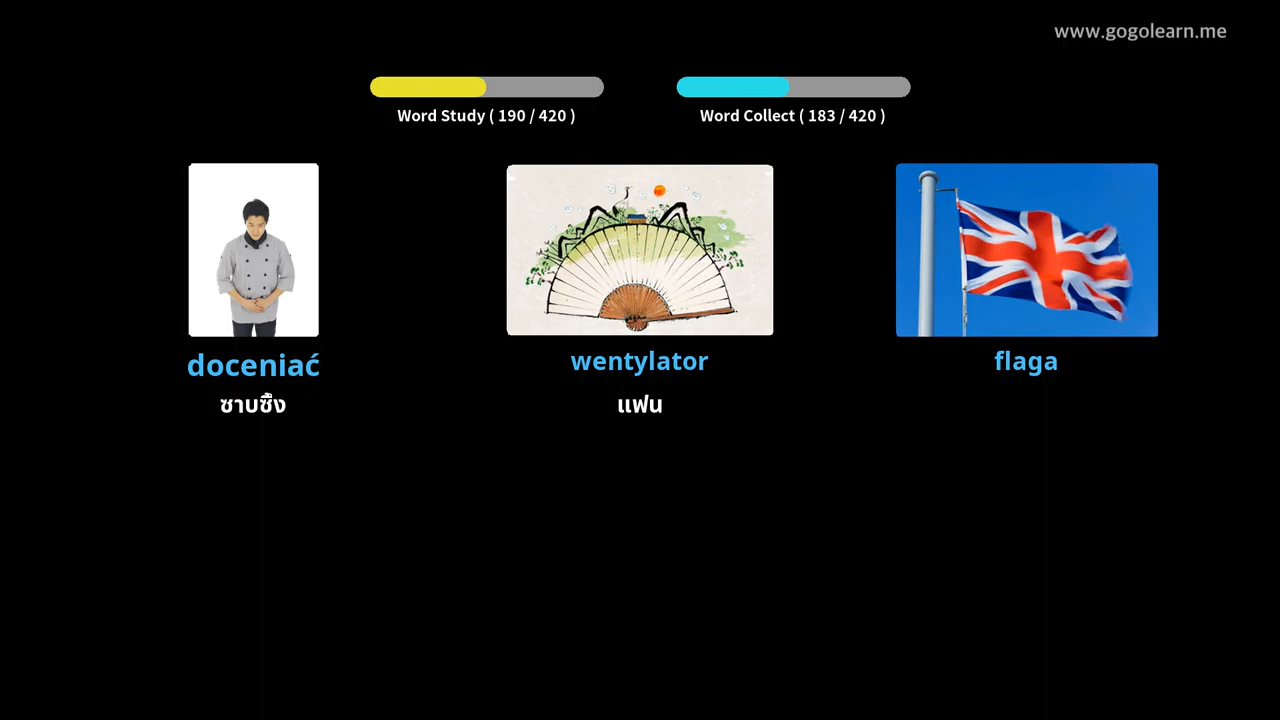 www.gogolearn.me
Word Study ( 190 / 420 )
Word Collect ( 183 / 420 )
doceniać
wentylator
flaga
ซาบซึ้ง
แฟน